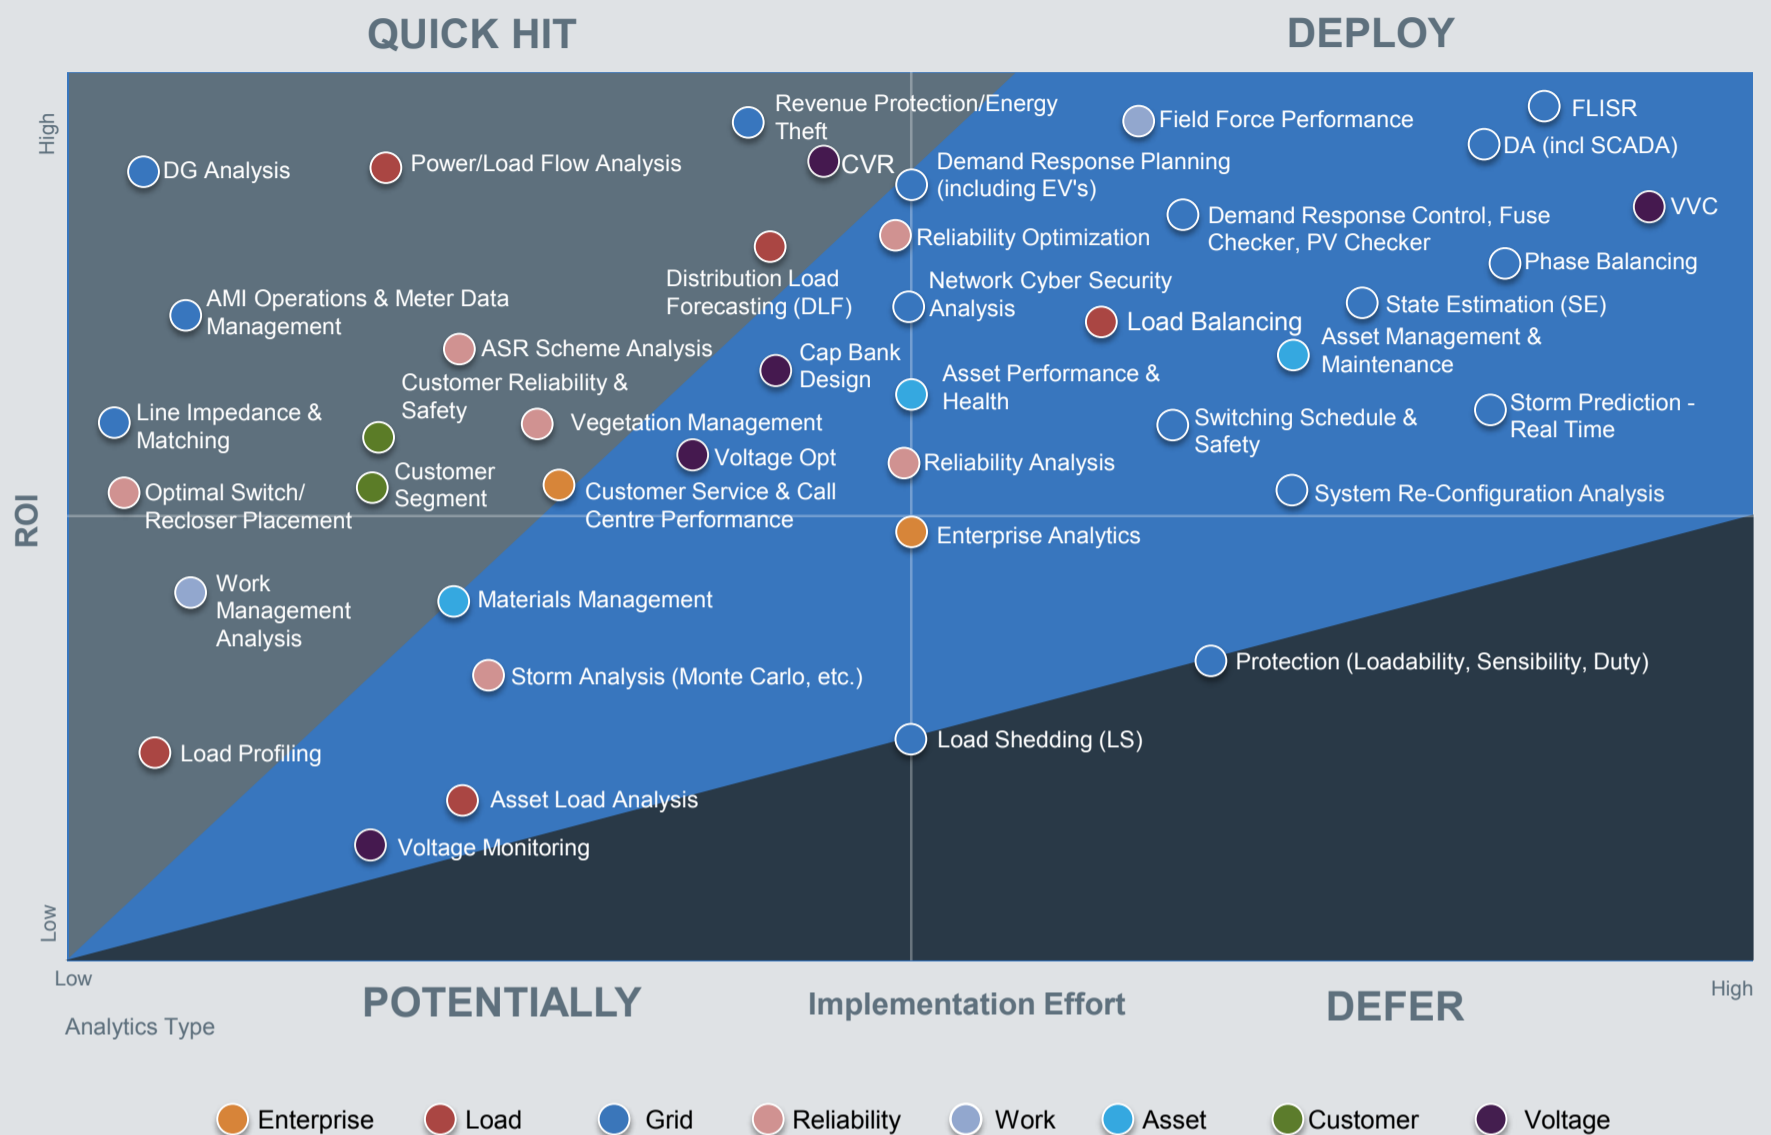 QUICK HIT
DEPLOY
High
Revenue Protection/Energy
Theft
Field Force Performance
FLISR
DA (incl SCADA)
DG Analysis
Power/Load Flow Analysis
CVR
Demand Response Planning
(including EV's)
VVC
Demand Response Control, Fuse
Checker, PV Checker
Reliability Optimization
Phase Balancing
Distribution Load
Forecasting (DLF)
Network Cyber Security
Analysis
AMI Operations & Meter Data
Management
State Estimation (SE)
Load Balancing
Asset Management &
Maintenance
ASR Scheme Analysis
Cap Bank
Design
Customer Reliability &
Safety
Asset Performance &
Health
Line Impedance &
Matching
Vegetation Management
Switching Schedule &
Safety
Storm Prediction -
Real Time
Voltage Opt
Reliability Analysis
Customer
Segment
Optimal Switch/
Recloser Placement
Customer Service & Call
Centre Performance
System Re-Configuration Analysis
ROI
Enterprise Analytics
Work
Management
Analysis
Materials Management
Storm Analysis (Monte Carlo, etc.)
Protection (Loadability, Sensibility, Duty)
Load Profiling
Load Shedding (LS)
Asset Load Analysis
Voltage Monitoring
Low
Low
High
POTENTIALLY
Implementation Effort
DEFER
Analytics Type
Enterprise
Load
Grid
Reliability
Work
Asset
Customer
Voltage